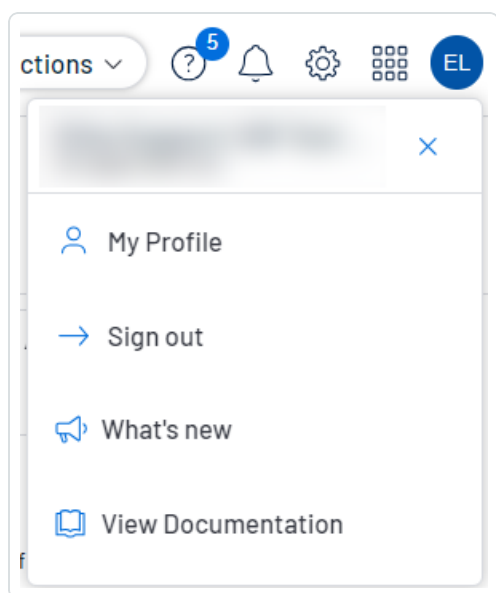 ctions
5
EL
My Profile
Sign out
What's new
View Documentation
f